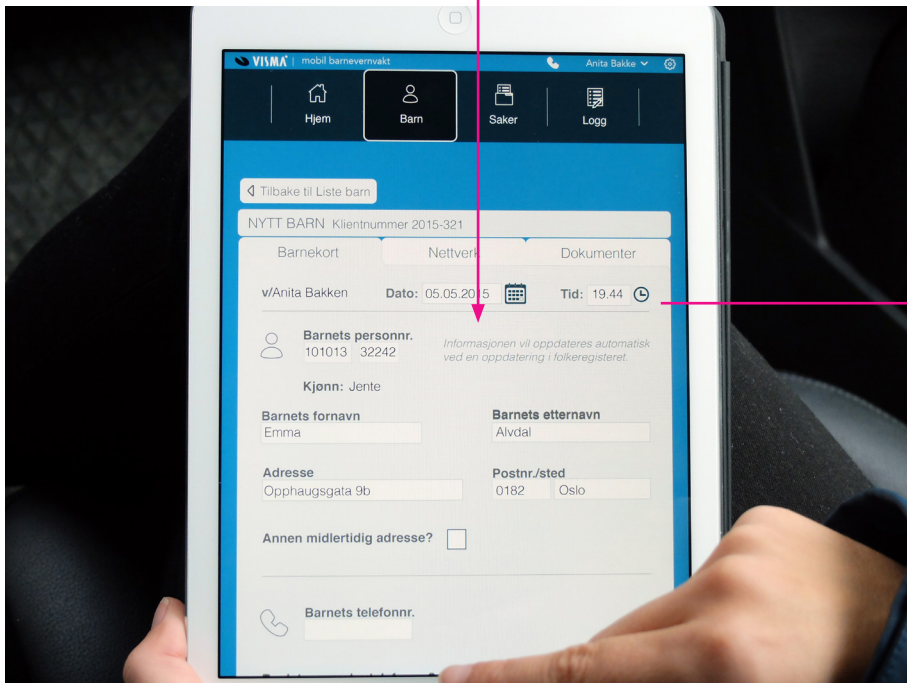 VISMA | mobil barnevernvakt Anita Bakke
Hjem Barn Saker Logg
Tilbake til Liste barn
NYTT BARN Klientnummer 2015-321
Barnekort Nettverk Dokumenter
v/Anita Bakken Dato: 05.05.2015 Tid: 19.44
Barnets personnr.
101013 32242
Informasjonen vil oppdateres automatisk
ved en oppdatering i folkeregisteret.
Kjønn: Jente
Barnets fornavn Barnets etternavn
Emma Alvdal
Adresse Postnr./sted
Opphaugsgata 9b 0182 Oslo
Annen midlertidig adresse?
Barnets telefonnr.